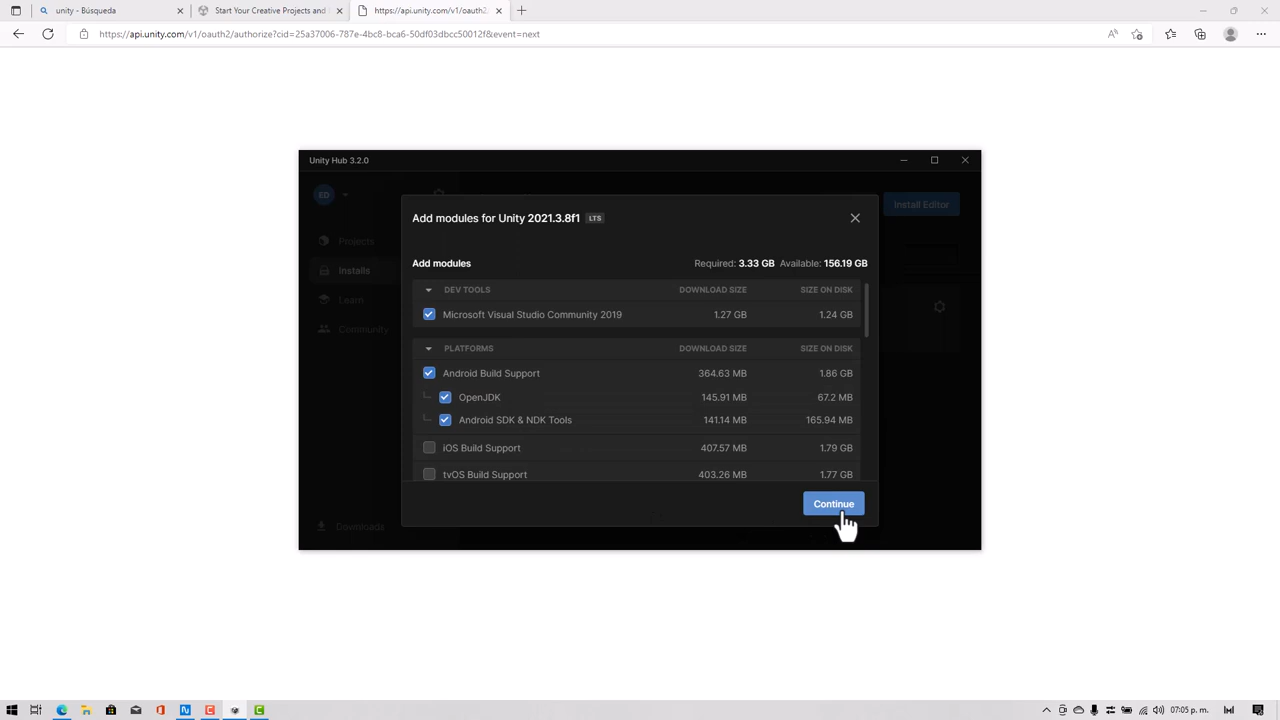 unity - Búsqueda
Start Your Creative Projects and
https://api.unity.com/v1/oauth2/
https://api.unity.com/v1/oauth2/authorize?cid=25a37006-787e-4bc8-bca6-50df03dbcc50012f&event=next
Unity Hub 3.2.0
ED
Install Editor
Add modules for Unity 2021.3.8f1 LTS
Projects
Add modules Required: 3.33 GB Available: 156.19 GB
Installs
DEV TOOLS DOWNLOAD SIZE SIZE ON DISK
Learn
Microsoft Visual Studio Community 2019 1.27 GB 1.24 GB
Community
PLATFORMS DOWNLOAD SIZE SIZE ON DISK
Android Build Support 364.63 MB 1.86 GB
OpenJDK 145.91 MB 67.2 MB
Android SDK & NDK Tools 141.14 MB 165.94 MB
iOS Build Support 407.57 MB 1.79 GB
tvOS Build Support 403.26 MB 1.77 GB
Continue
Downloads
07:05 p. m.